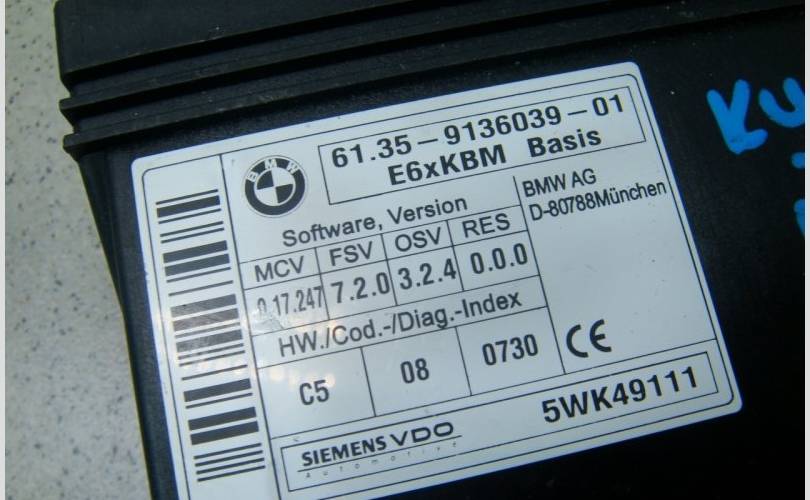 BMW
61.35-9136039-01
E6xKBM Basis
Software, Version
BMW AG
D-80788München
MCV FSV OSV RES
0.17.247 7.2.0 3.2.4 0.0.0
HW./Cod.-/Diag.-Index
C5 08 0730
CE
SIEMENS VDO
Automotive
5WK49111